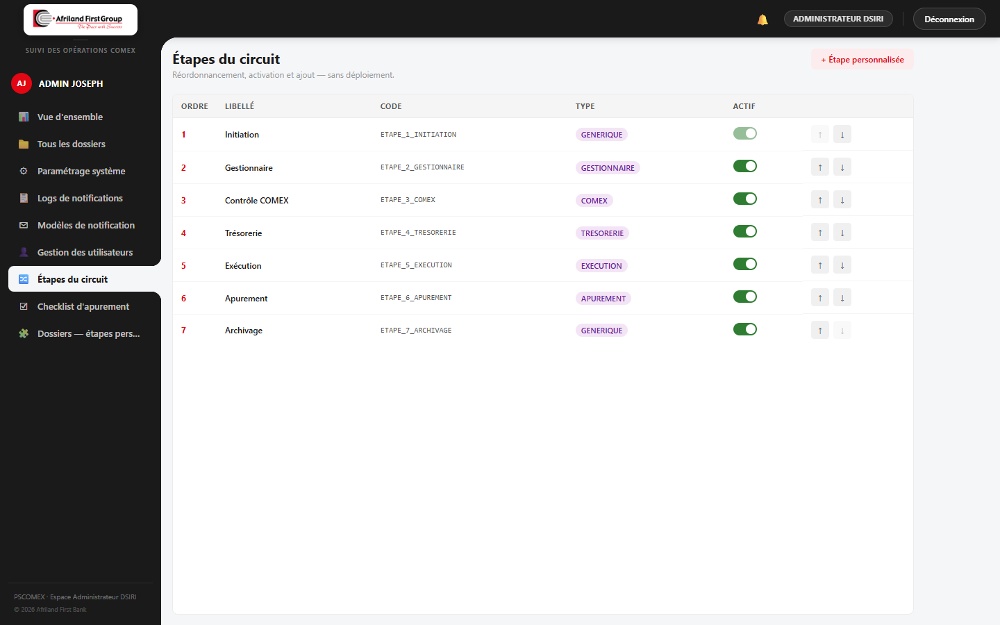 Afriland First Group
The Pact with Success
SUIVI DES OPÉRATIONS COMEX
AJ ADMIN JOSEPH
Vue d'ensemble
Tous les dossiers
Paramétrage système
Logs de notifications
Modèles de notification
Gestion des utilisateurs
Étapes du circuit
Checklist d'apurement
Dossiers — étapes pers...
PSCOMEX · Espace Administrateur DSIRI
© 2026 Afriland First Bank
ADMINISTRATEUR DSIRI
Déconnexion
Étapes du circuit
Réordonnancement, activation et ajout — sans déploiement.
+ Étape personnalisée
ORDRE LIBELLÉ CODE TYPE ACTIF
1 Initiation ETAPE_1_INITIATION GENERIQUE ↑ ↓
2 Gestionnaire ETAPE_2_GESTIONNAIRE GESTIONNAIRE ↑ ↓
3 Contrôle COMEX ETAPE_3_COMEX COMEX ↑ ↓
4 Trésorerie ETAPE_4_TRESORERIE TRESORERIE ↑ ↓
5 Exécution ETAPE_5_EXECUTION EXECUTION ↑ ↓
6 Apurement ETAPE_6_APUREMENT APUREMENT ↑ ↓
7 Archivage ETAPE_7_ARCHIVAGE GENERIQUE ↑ ↓